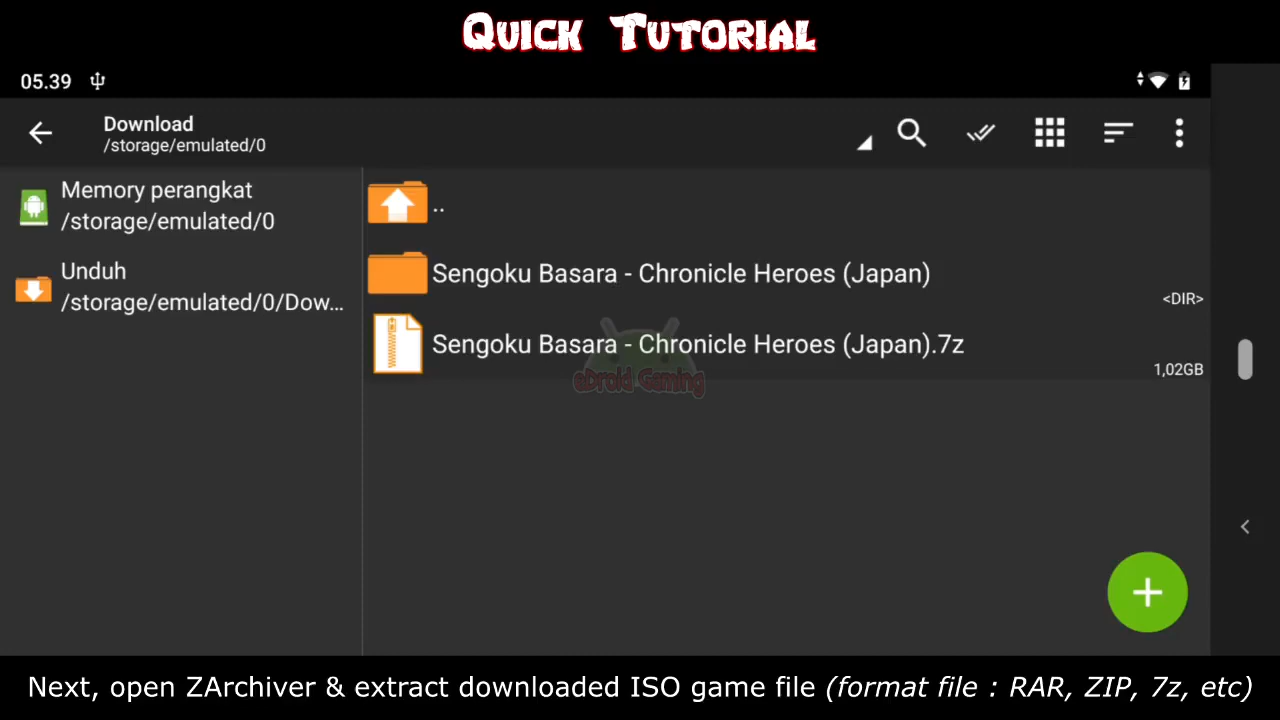 Quick Tutorial
05.39
Download
/storage/emulated/0
Memory perangkat
/storage/emulated/0
Unduh
/storage/emulated/0/Dow...
..
Sengoku Basara - Chronicle Heroes (Japan)
<DIR>
Sengoku Basara - Chronicle Heroes (Japan).7z
1,02GB
eDroid Gaming
Next, open ZArchiver & extract downloaded ISO game file (format file : RAR, ZIP, 7z, etc)